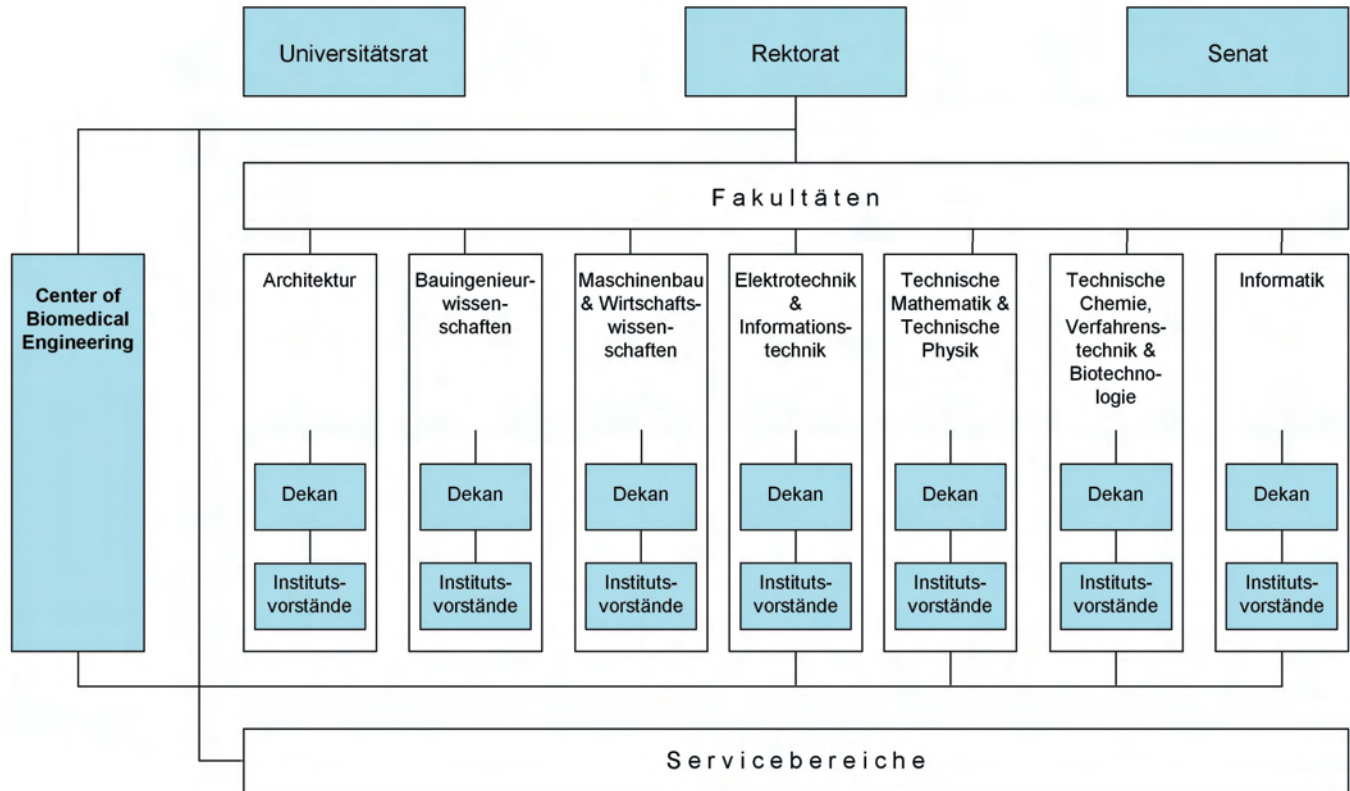 Universitätsrat
Rektorat
Senat
Fakultäten
Center of
Biomedical
Engineering
Architektur
Bauingenieur-
wissen-
schaften
Maschinenbau
& Wirtschafts-
wissen-
schaften
Elektrotechnik
&
Informations-
technik
Technische
Mathematik &
Technische
Physik
Technische
Chemie,
Verfahrens-
technik &
Biotechno-
logie
Informatik
Dekan
Dekan
Dekan
Dekan
Dekan
Dekan
Dekan
Instituts-
vorstände
Instituts-
vorstände
Instituts-
vorstände
Instituts-
vorstände
Instituts-
vorstände
Instituts-
vorstände
Instituts-
vorstände
Servicebereiche